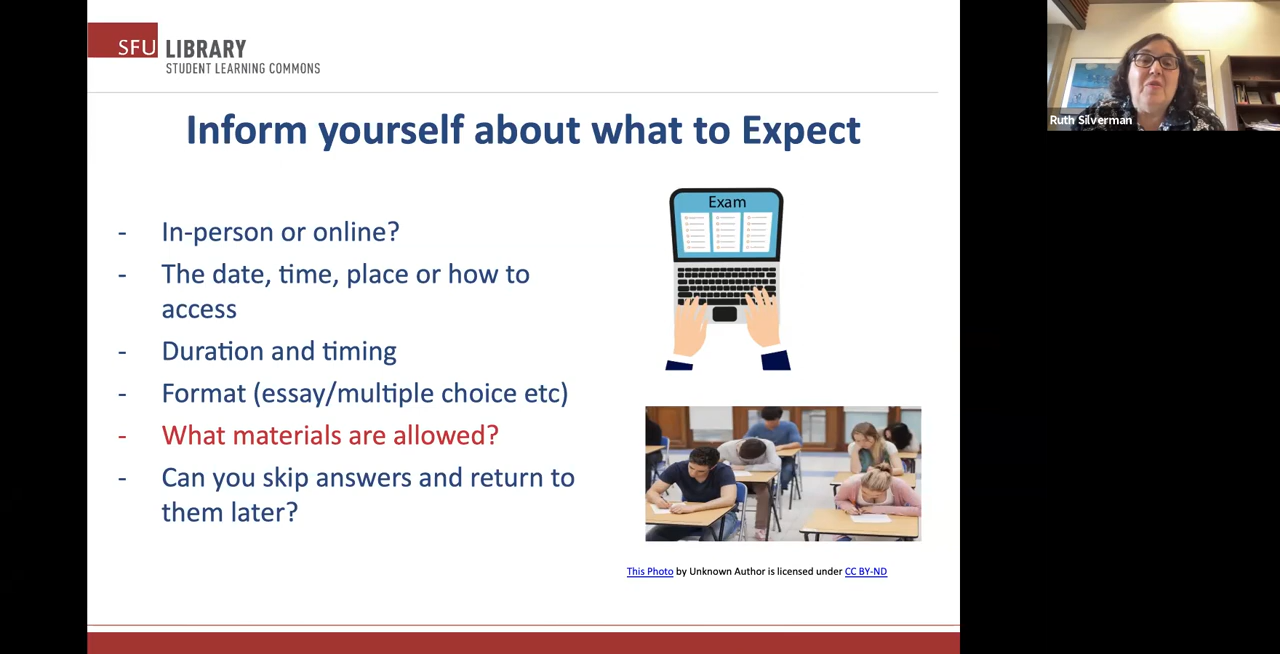 SFU LIBRARY
STUDENT LEARNING COMMONS
Ruth Silverman
Inform yourself about what to Expect
- In-person or online?
- The date, time, place or how to
access
- Duration and timing
- Format (essay/multiple choice etc)
- What materials are allowed?
- Can you skip answers and return to
them later?
Exam
This Photo by Unknown Author is licensed under CC BY-ND